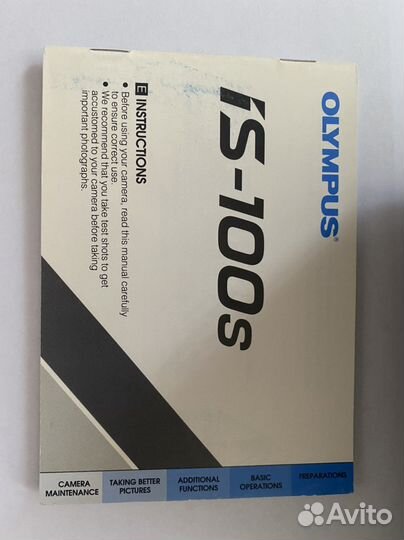 OLYMPUS®
iS-100s
E INSTRUCTIONS
• Before using your camera, read this manual carefully
to ensure correct use.
• We recommend that you take test shots to get
accustomed to your camera before taking
important photographs.
CAMERA
MAINTENANCE
TAKING BETTER
PICTURES
ADDITIONAL
FUNCTIONS
BASIC
OPERATIONS
PREPARATIONS
Avito